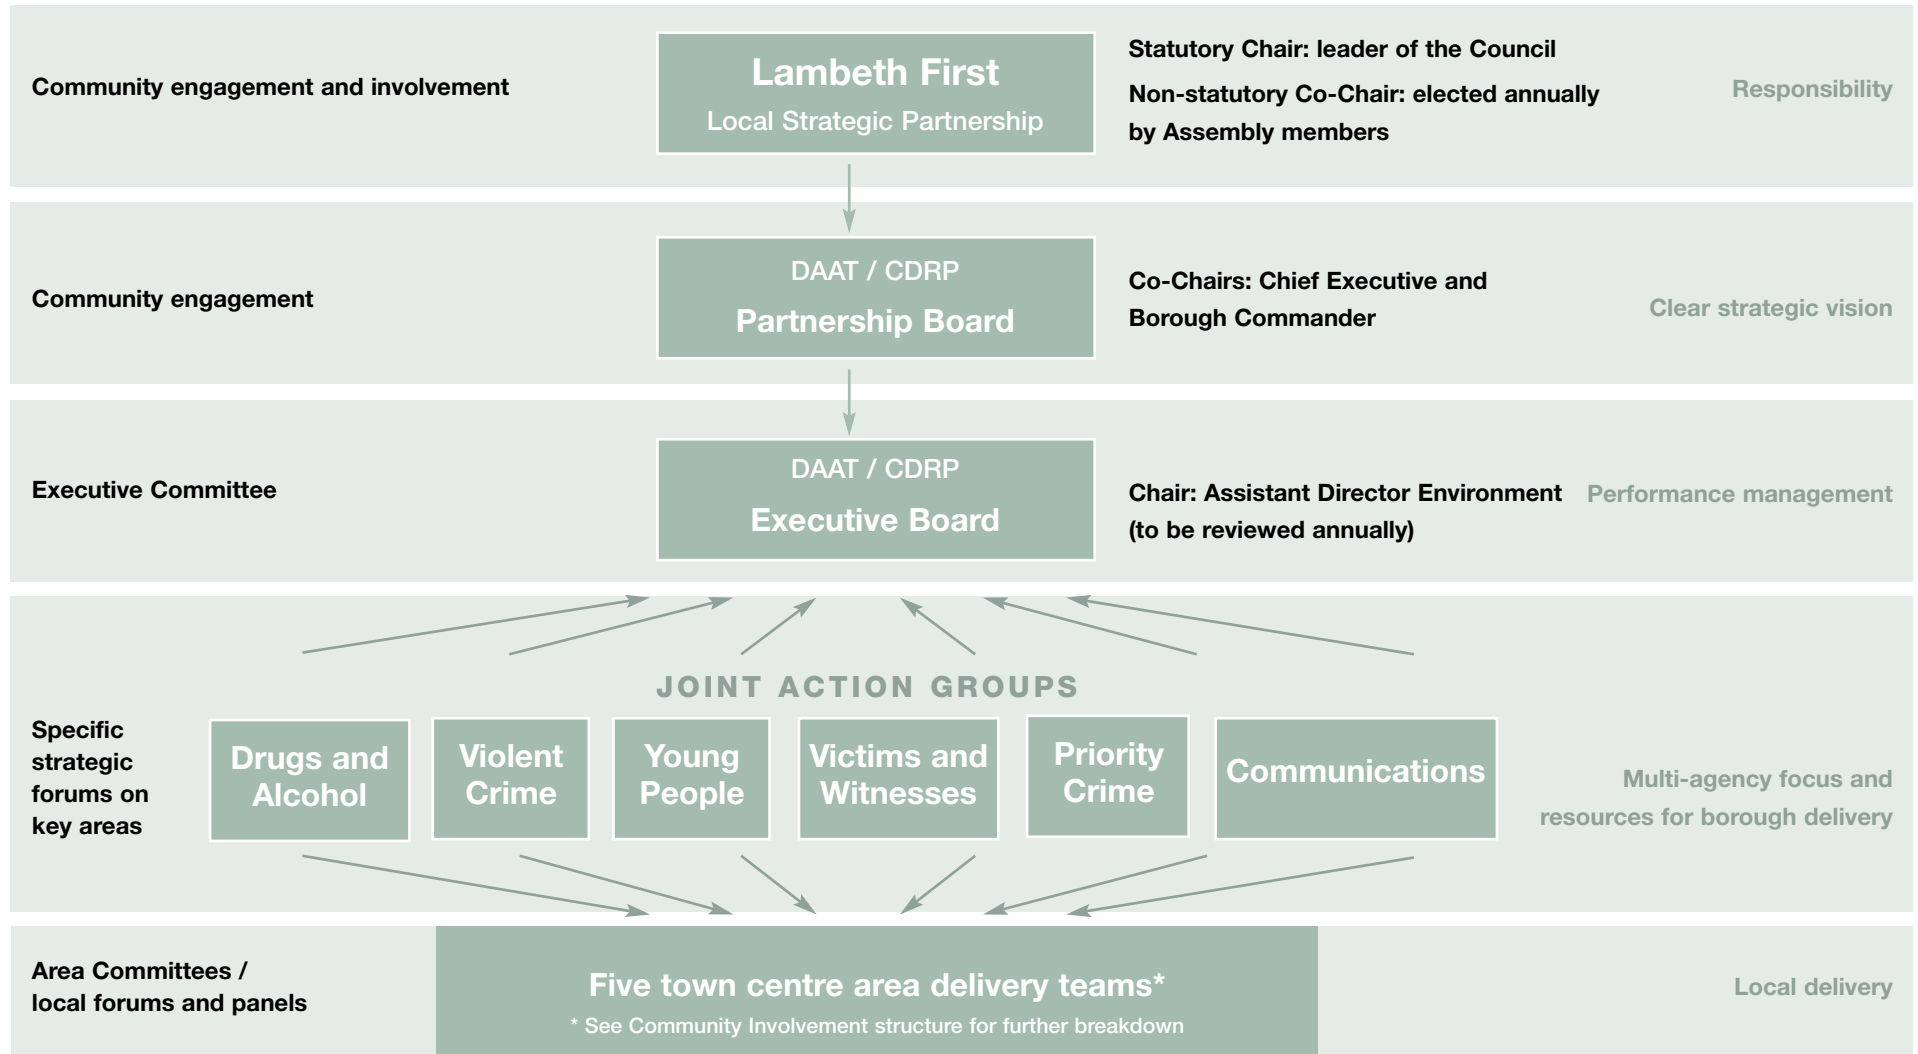 Community engagement and involvement
Lambeth First
Local Strategic Partnership
Statutory Chair: leader of the Council
Non-statutory Co-Chair: elected annually
by Assembly members
Responsibility
Community engagement
DAAT / CDRP
Partnership Board
Co-Chairs: Chief Executive and
Borough Commander
Clear strategic vision
Executive Committee
DAAT / CDRP
Executive Board
Chair: Assistant Director Environment
(to be reviewed annually)
Performance management
JOINT ACTION GROUPS
Specific
strategic
forums on
key areas
Drugs and
Alcohol
Violent
Crime
Young
People
Victims and
Witnesses
Priority
Crime
Communications
Multi-agency focus and
resources for borough delivery
Area Committees /
local forums and panels
Five town centre area delivery teams*
* See Community Involvement structure for further breakdown
Local delivery